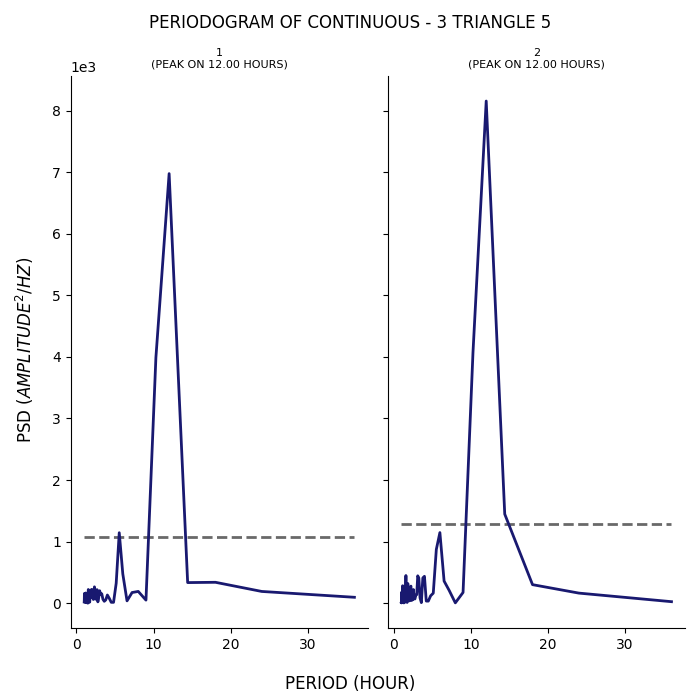 PERIODOGRAM OF CONTINUOUS - 3 TRIANGLE 5
1
(PEAK ON 12.00 HOURS)
2
(PEAK ON 12.00 HOURS)
1e3
8
7
6
5
4
3
2
1
0
PSD (AMPLITUDE²/HZ)
0 10 20 30
0 10 20 30
PERIOD (HOUR)